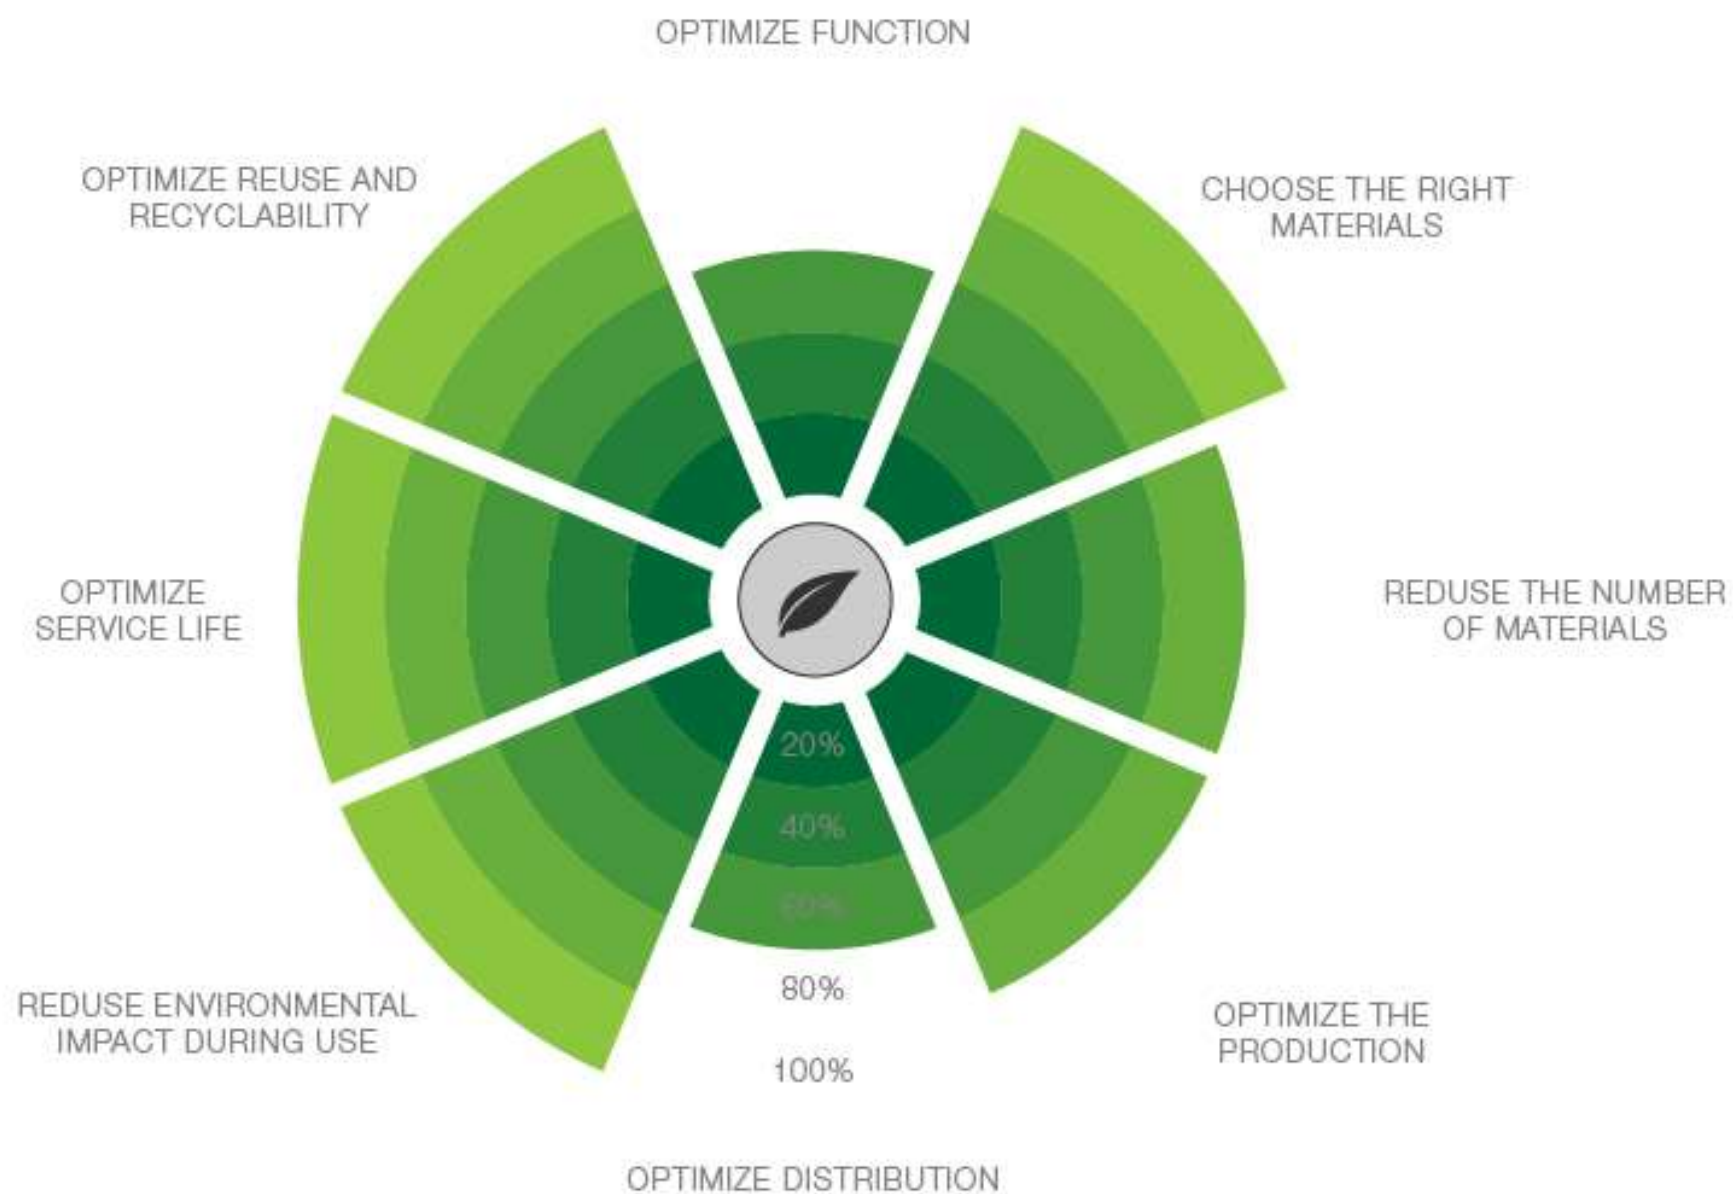 OPTIMIZE FUNCTION
OPTIMIZE REUSE AND
RECYCLABILITY
CHOOSE THE RIGHT
MATERIALS
OPTIMIZE
SERVICE LIFE
REDUSE THE NUMBER
OF MATERIALS
20%
40%
60%
80%
100%
REDUSE ENVIRONMENTAL
IMPACT DURING USE
OPTIMIZE THE
PRODUCTION
OPTIMIZE DISTRIBUTION